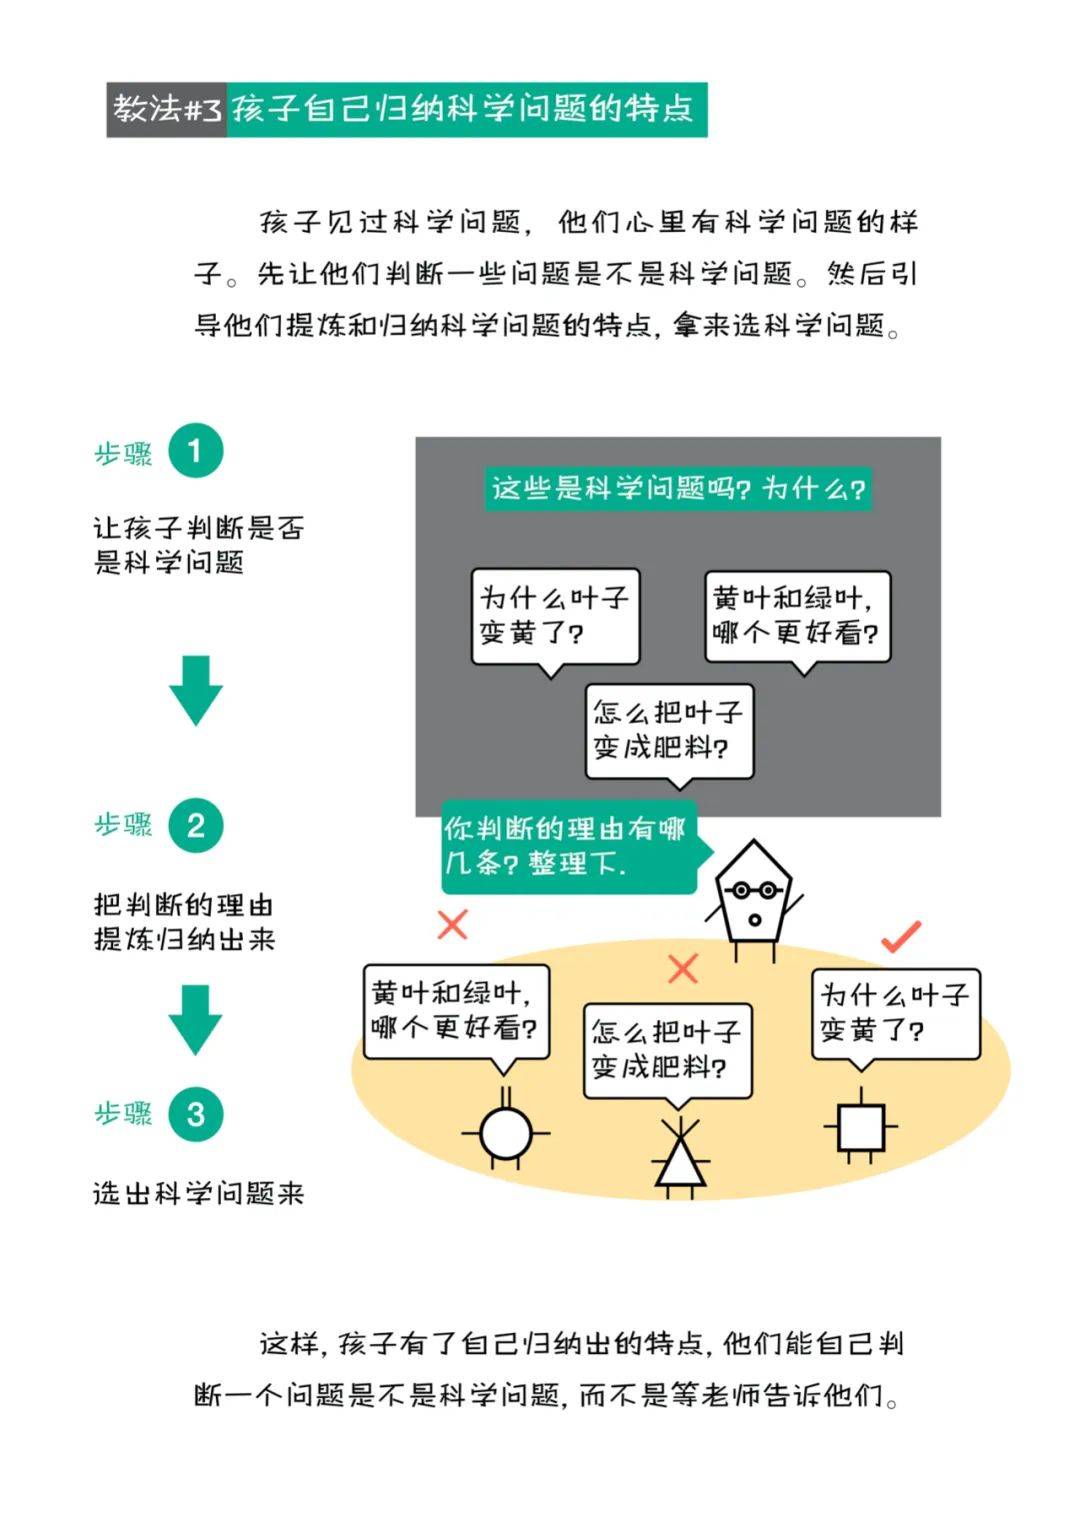 教法#3 孩子自己归纳科学问题的特点
孩子见过科学问题, 他们心里有科学问题的样
子。先让他们判断一些问题是不是科学问题。然后引
导他们提炼和归纳科学问题的特点, 拿来选科学问题。
步骤 1
让孩子判断是否
是科学问题
这些是科学问题吗? 为什么?
为什么叶子
变黄了?
黄叶和绿叶,
哪个更好看?
怎么把叶子
变成肥料?
步骤 2
把判断的理由
提炼归纳出来
你判断的理由有哪
几条? 整理下.
黄叶和绿叶,
哪个更好看?
怎么把叶子
变成肥料?
为什么叶子
变黄了?
步骤 3
选出科学问题来
这样, 孩子有了自己归纳出的特点, 他们能自己判
断一个问题是不是科学问题, 而不是等老师告诉他们。